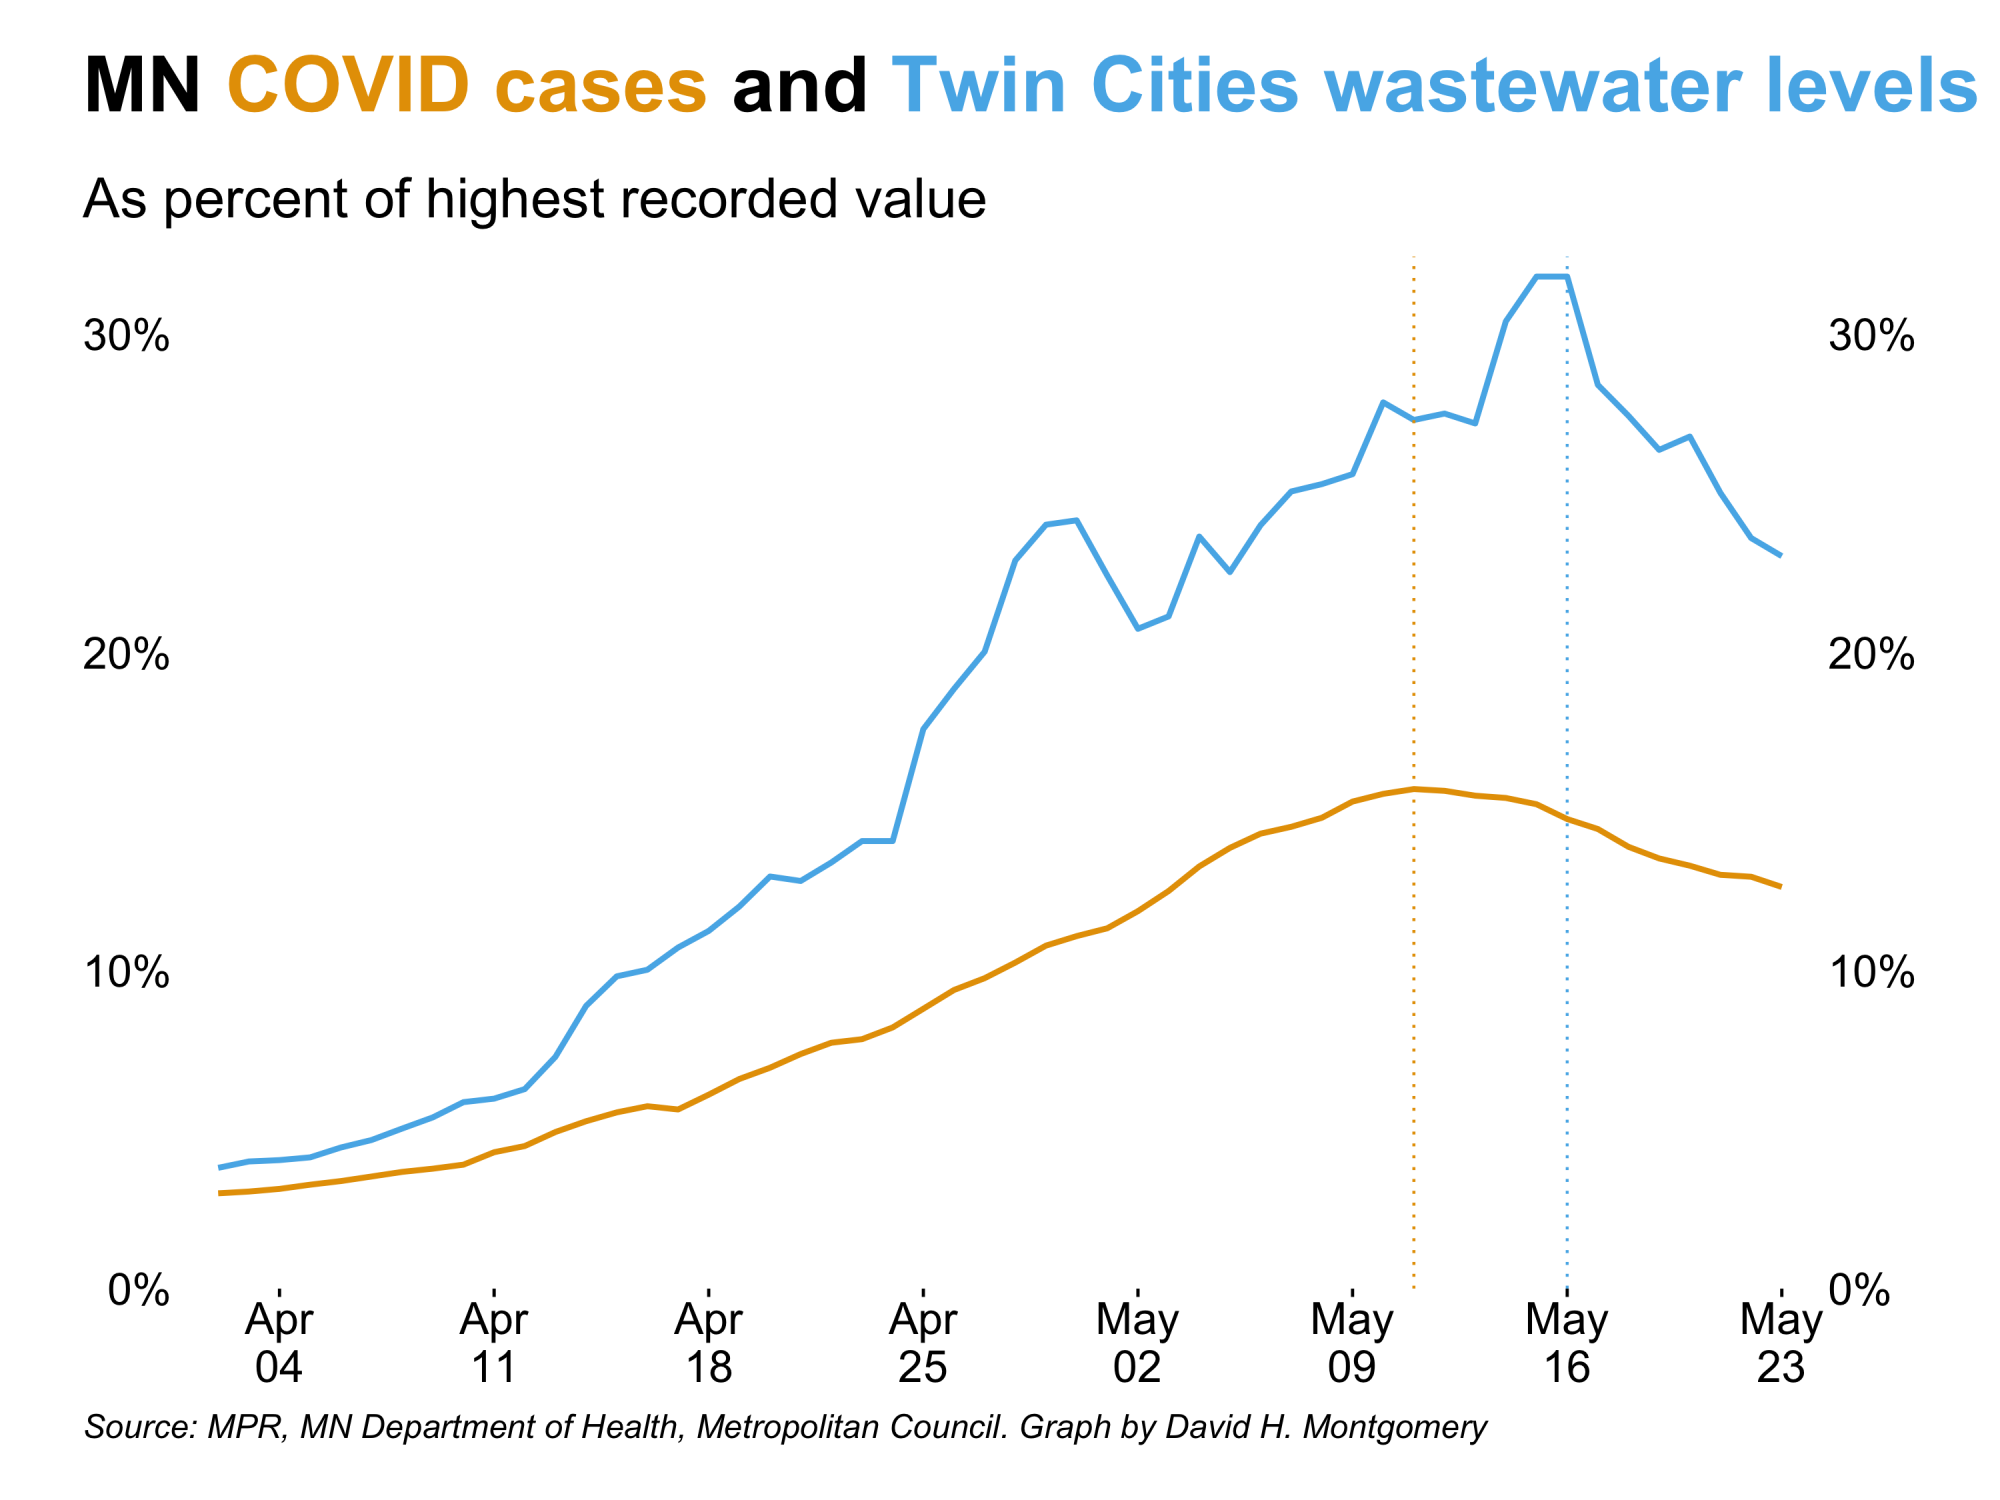 MN COVID cases and Twin Cities wastewater levels
As percent of highest recorded value
30% 30%
20% 20%
10% 10%
0% 0%
Apr Apr Apr Apr May May May May
04 11 18 25 02 09 16 23
Source: MPR, MN Department of Health, Metropolitan Council. Graph by David H. Montgomery